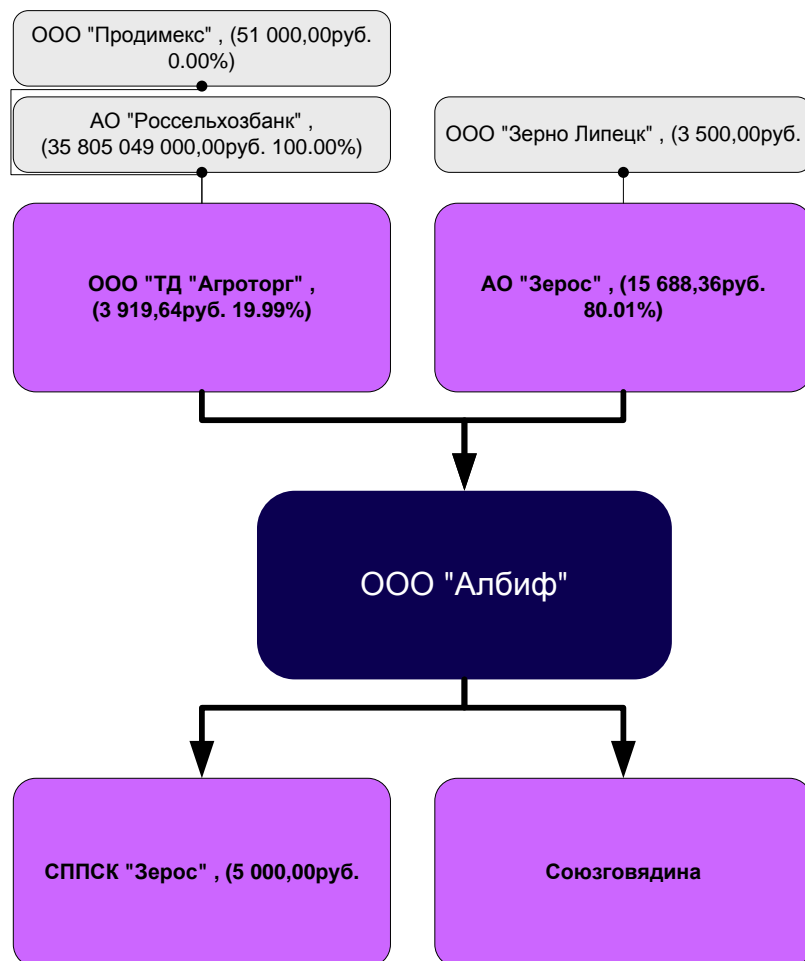 ООО "Продимекс" , (51 000,00руб.
0.00%)
АО "Россельхозбанк" ,
(35 805 049 000,00руб. 100.00%)
ООО "Зерно Липецк" , (3 500,00руб.
ООО "ТД "Агроторг" ,
(3 919,64руб. 19.99%)
АО "Зерос" , (15 688,36руб.
80.01%)
ООО "Албиф"
СППСК "Зерос" , (5 000,00руб.
Союзговядина